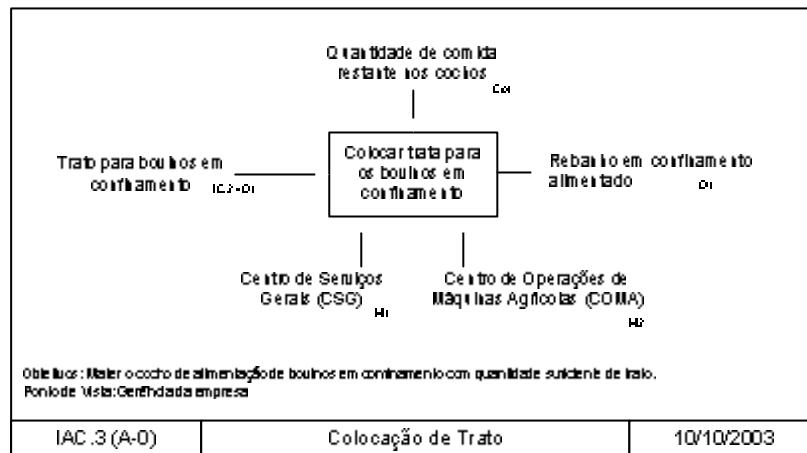 Quantidade de comida
restante nos cochos
Trato para bovinos em
confinamento
Colocar trata para
os bovinos em
confinamento
Rebanho em confinamento
alimentado
O1
Centro de Serviços
Gerais (CSG)
M1
Centro de Operações de
Máquinas Agrícolas (COMA)
M2
Objetivos: Mater o cocho de alimentação de bovinos em confinamento com quantidade suficiente de trato.
Ponto de Vista: Gerência da empresa
IAC.3 (A-0)
Colocação de Trato
10/10/2003